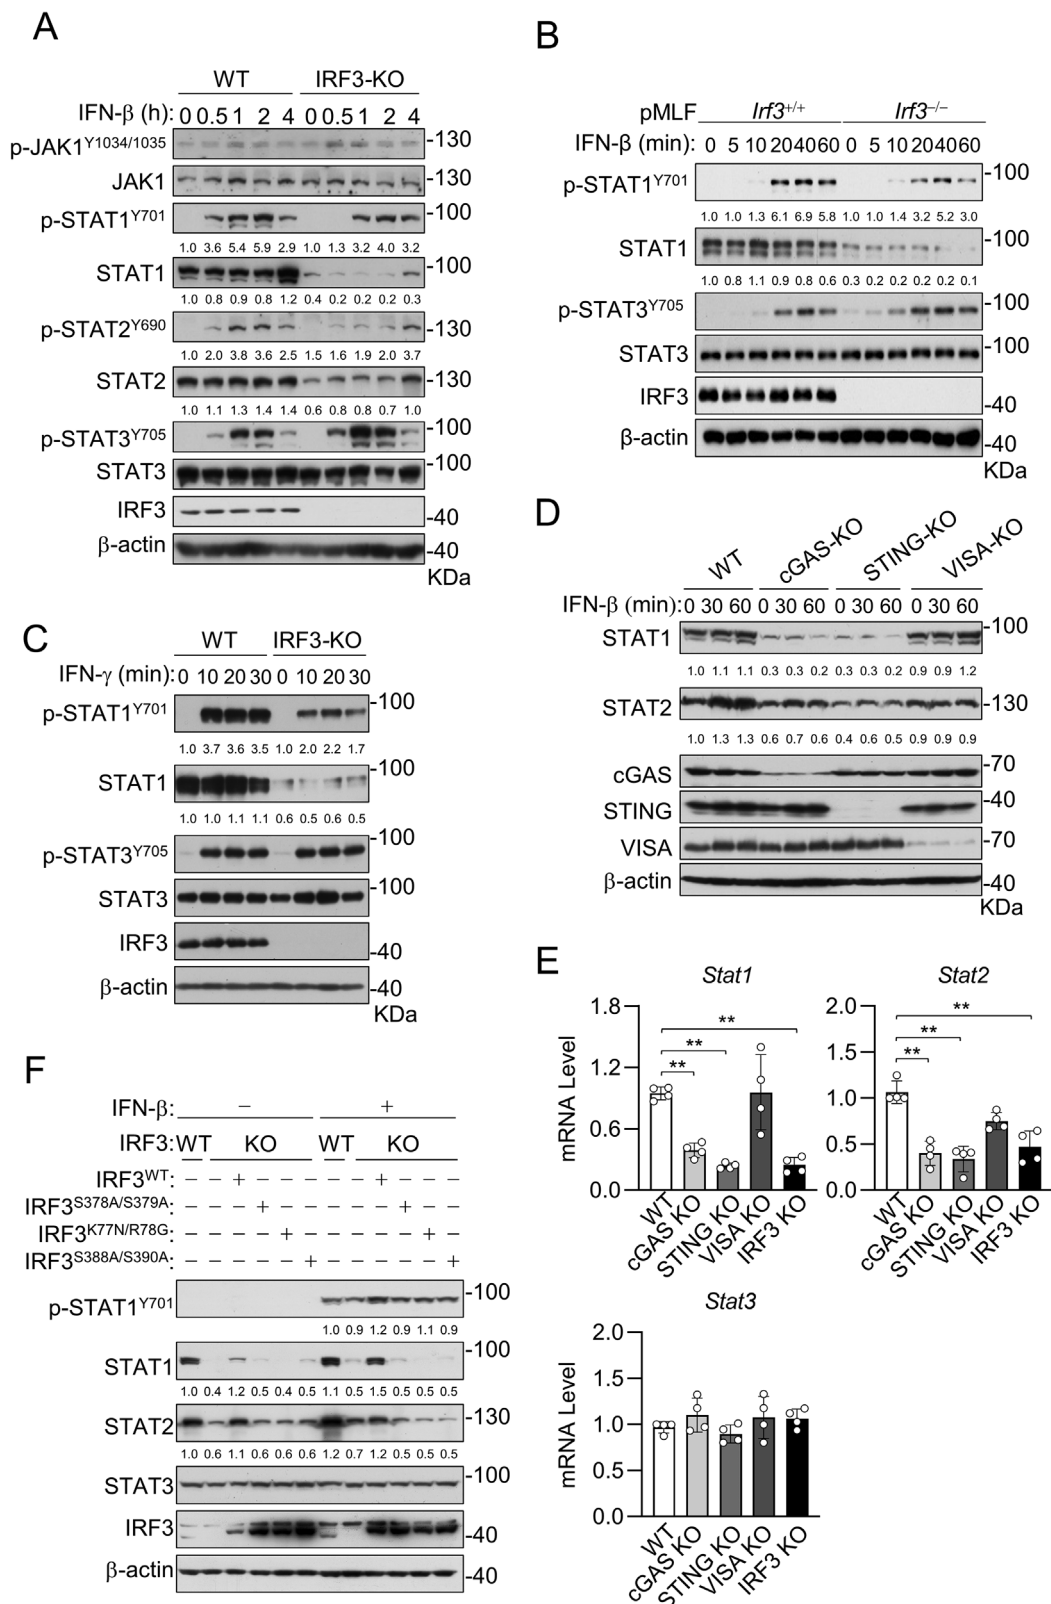 A
WT IRF3-KO
IFN-β (h): 0 0.5 1 2 4 0 0.5 1 2 4
p-JAK1Y1034/1035 -130
JAK1 -130
p-STAT1Y701 -100
1.0 3.6 5.4 5.9 2.9 1.0 1.3 3.2 4.0 3.2
STAT1 -100
1.0 0.8 0.9 0.8 1.2 0.4 0.2 0.2 0.2 0.3
p-STAT2Y690 -130
1.0 2.0 3.8 3.6 2.5 1.5 1.6 1.9 2.0 3.7
STAT2 -130
1.0 1.1 1.3 1.4 1.4 0.6 0.8 0.8 0.7 1.0
p-STAT3Y705 -100
STAT3 -100
IRF3 -40
β-actin -40
KDa
B
pMLF Irf3+/+ Irf3−/−
IFN-β (min): 0 5 10 20 40 60 0 5 10 20 40 60
p-STAT1Y701 -100
1.0 1.0 1.3 6.1 6.9 5.8 1.0 1.0 1.4 3.2 5.2 3.0
STAT1 -100
1.0 0.8 1.1 0.9 0.8 0.6 0.3 0.2 0.2 0.2 0.2 0.1
p-STAT3Y705 -100
STAT3 -100
IRF3 -40
β-actin -40
KDa
C
WT IRF3-KO
IFN-γ (min): 0 10 20 30 0 10 20 30
p-STAT1Y701 -100
1.0 3.7 3.6 3.5 1.0 2.0 2.2 1.7
STAT1 -100
1.0 1.0 1.1 1.1 0.6 0.5 0.6 0.5
p-STAT3Y705 -100
STAT3 -100
IRF3 -40
β-actin -40
KDa
D
WT cGAS-KO STING-KO VISA-KO
IFN-β (min): 0 30 60 0 30 60 0 30 60 0 30 60
STAT1 -100
1.0 1.1 1.1 0.3 0.3 0.2 0.3 0.3 0.2 0.9 0.9 1.2
STAT2 -130
1.0 1.3 1.3 0.6 0.7 0.6 0.4 0.6 0.5 0.9 0.9 0.9
cGAS -70
STING -40
VISA -70
β-actin -40
KDa
E
Stat1
mRNA Level
1.8
1.2
0.6
0.0
** ** **
WT cGAS KO STING KO VISA KO IRF3 KO
Stat2
2.0
1.5
1.0
0.5
0.0
** ** **
WT cGAS KO STING KO VISA KO IRF3 KO
Stat3
mRNA Level
2.0
1.5
1.0
0.5
0.0
WT cGAS KO STING KO VISA KO IRF3 KO
F
IFN-β: − +
IRF3: WT KO WT KO
IRF3WT: − − + − − − − − + − − −
IRF3S378A/S379A: − − − + − − − − − + − −
IRF3K77N/R78G: − − − − + − − − − − + −
IRF3S388A/S390A: − − − − − + − − − − − +
p-STAT1Y701 -100
1.0 0.9 1.2 0.9 1.1 0.9
STAT1 -100
1.0 0.4 1.2 0.5 0.4 0.5 1.1 0.5 1.5 0.5 0.5 0.5
STAT2 -130
1.0 0.6 1.1 0.6 0.6 0.6 1.2 0.7 1.2 0.5 0.6 0.5
STAT3 -100
IRF3 -40
β-actin -40